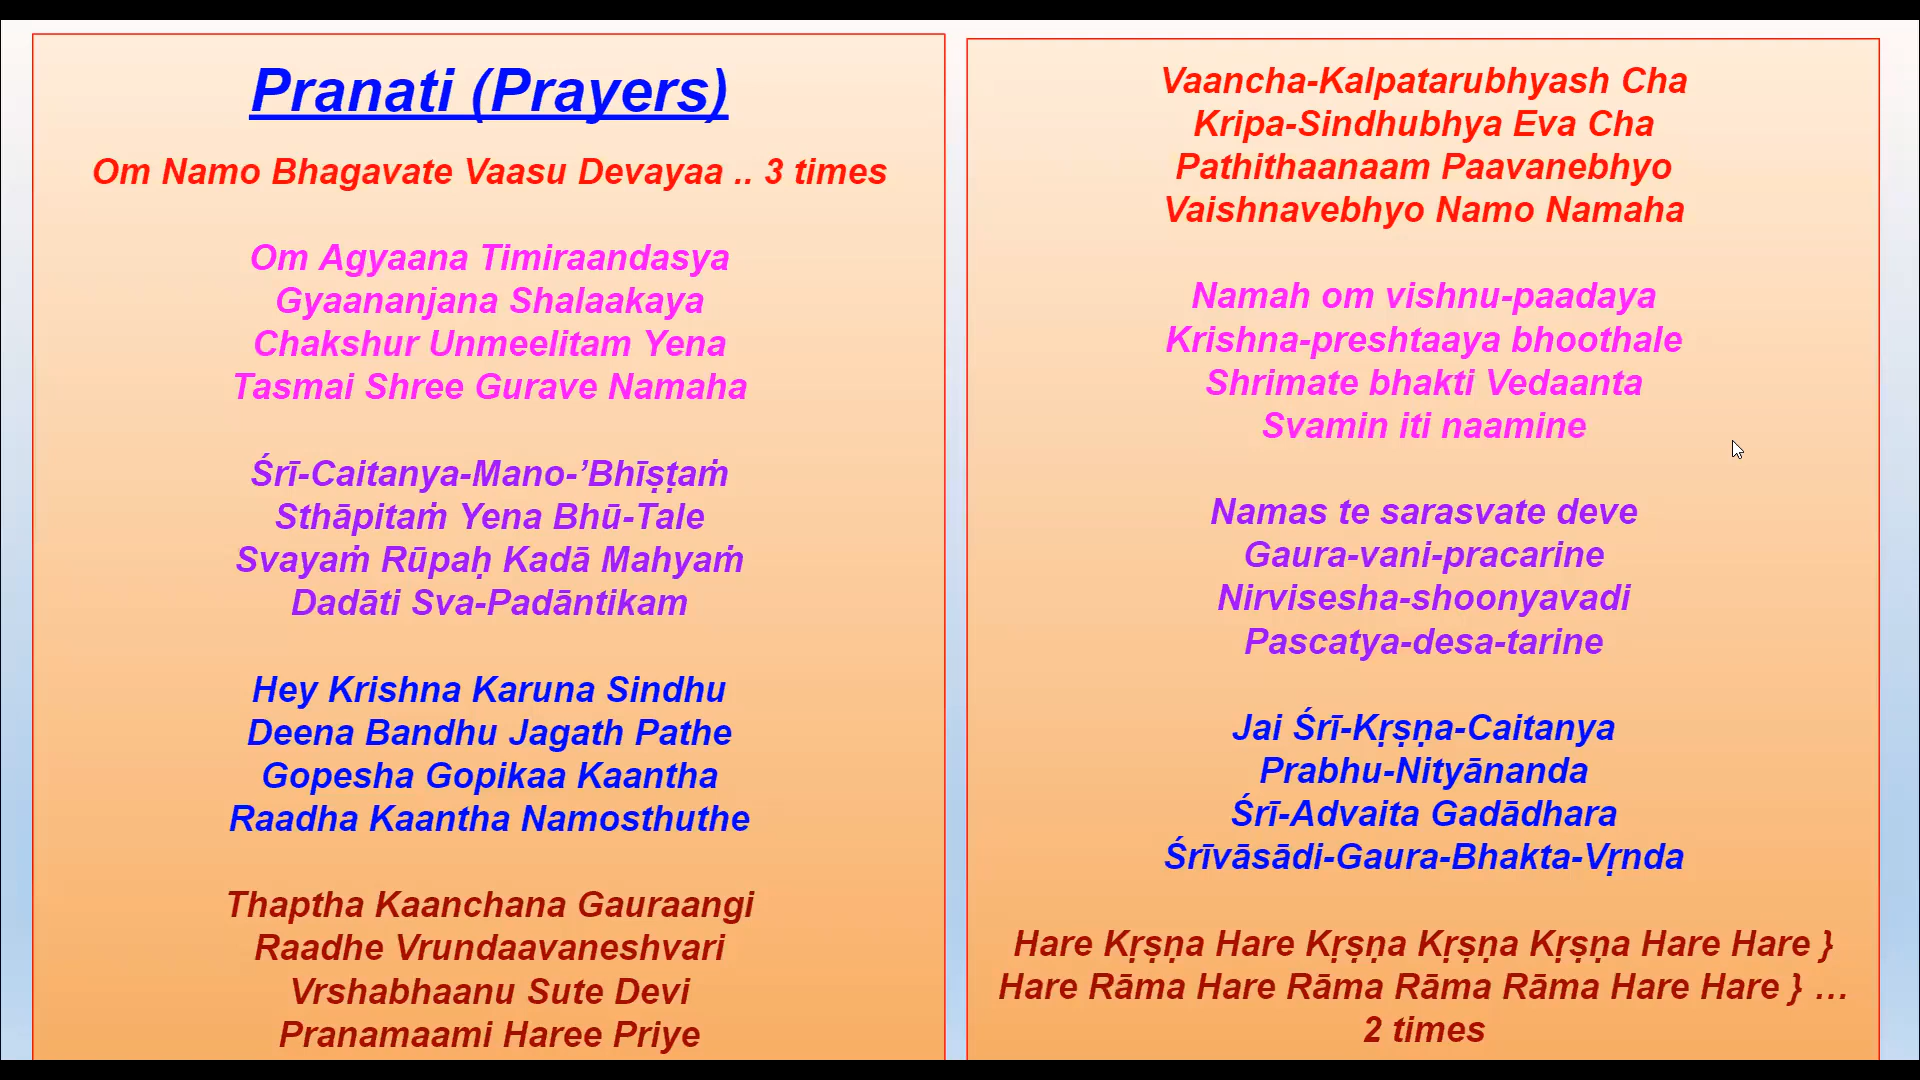 Pranati (Prayers)
Om Namo Bhagavate Vaasu Devayaa .. 3 times
Om Agyaana Timiraandasya
Gyaananjana Shalaakaya
Chakshur Unmeelitam Yena
Tasmai Shree Gurave Namaha
Śrī-Caitanya-Mano-’Bhīṣṭaṁ
Sthāpitaṁ Yena Bhū-Tale
Svayaṁ Rūpaḥ Kadā Mahyaṁ
Dadāti Sva-Padāntikam
Hey Krishna Karuna Sindhu
Deena Bandhu Jagath Pathe
Gopesha Gopikaa Kaantha
Raadha Kaantha Namosthuthe
Thaptha Kaanchana Gauraangi
Raadhe Vrundaavaneshvari
Vrshabhaanu Sute Devi
Pranamaami Haree Priye
Vaancha-Kalpatarubhyash Cha
Kripa-Sindhubhya Eva Cha
Pathithaanaam Paavanebhyo
Vaishnavebhyo Namo Namaha
Namah om vishnu-paadaya
Krishna-preshtaaya bhoothale
Shrimate bhakti Vedaanta
Svamin iti naamine
Namas te sarasvate deve
Gaura-vani-pracarine
Nirvisesha-shoonyavadi
Pascatya-desa-tarine
Jai Śrī-Kṛṣṇa-Caitanya
Prabhu-Nityānanda
Śrī-Advaita Gadādhara
Śrīvāsādi-Gaura-Bhakta-Vṛnda
Hare Kṛṣṇa Hare Kṛṣṇa Kṛṣṇa Kṛṣṇa Hare Hare }
Hare Rāma Hare Rāma Rāma Rāma Hare Hare } …
2 times